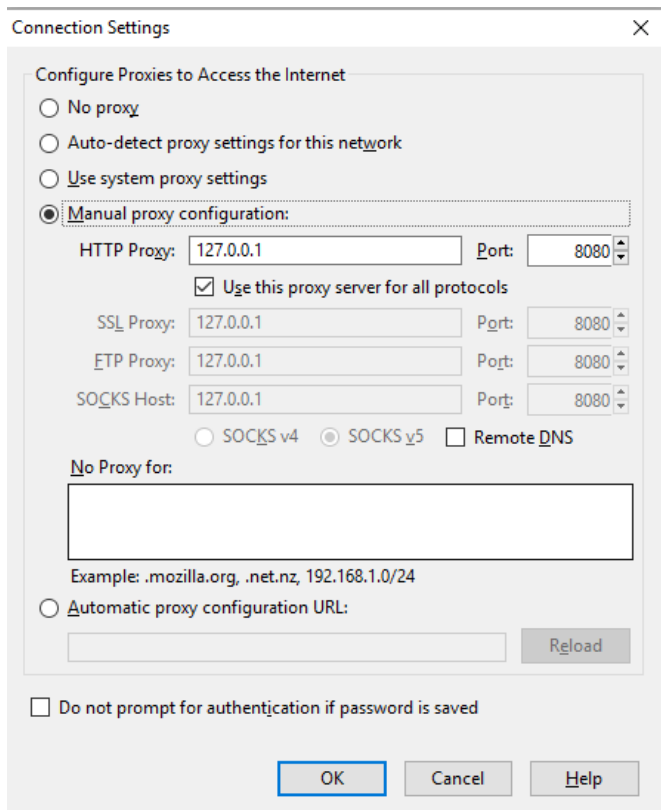 Connection Settings
Configure Proxies to Access the Internet
No proxy
Auto-detect proxy settings for this network
Use system proxy settings
Manual proxy configuration:
HTTP Proxy: 127.0.0.1 Port: 8080
Use this proxy server for all protocols
SSL Proxy: 127.0.0.1 Port: 8080
FTP Proxy: 127.0.0.1 Port: 8080
SOCKS Host: 127.0.0.1 Port: 8080
SOCKS v4 SOCKS v5 Remote DNS
No Proxy for:
Example: .mozilla.org, .net.nz, 192.168.1.0/24
Automatic proxy configuration URL:
Reload
Do not prompt for authentication if password is saved
OK Cancel Help